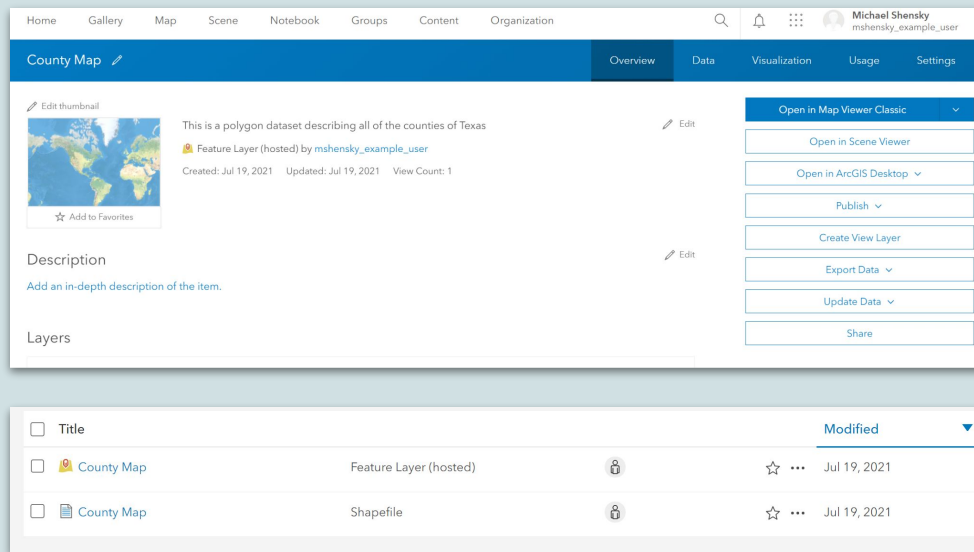 Home Gallery Map Scene Notebook Groups Content Organization Michael Shensky
mshensky_example_user
County Map Overview Data Visualization Usage Settings
Edit thumbnail
Add to Favorites
This is a polygon dataset describing all of the counties of Texas Edit
Feature Layer (hosted) by mshensky_example_user
Created: Jul 19, 2021 Updated: Jul 19, 2021 View Count: 1
Description Edit
Add an in-depth description of the item.
Layers
Open in Map Viewer Classic
Open in Scene Viewer
Open in ArcGIS Desktop
Publish
Create View Layer
Export Data
Update Data
Share
Title Modified
County Map Feature Layer (hosted) Jul 19, 2021
County Map Shapefile Jul 19, 2021